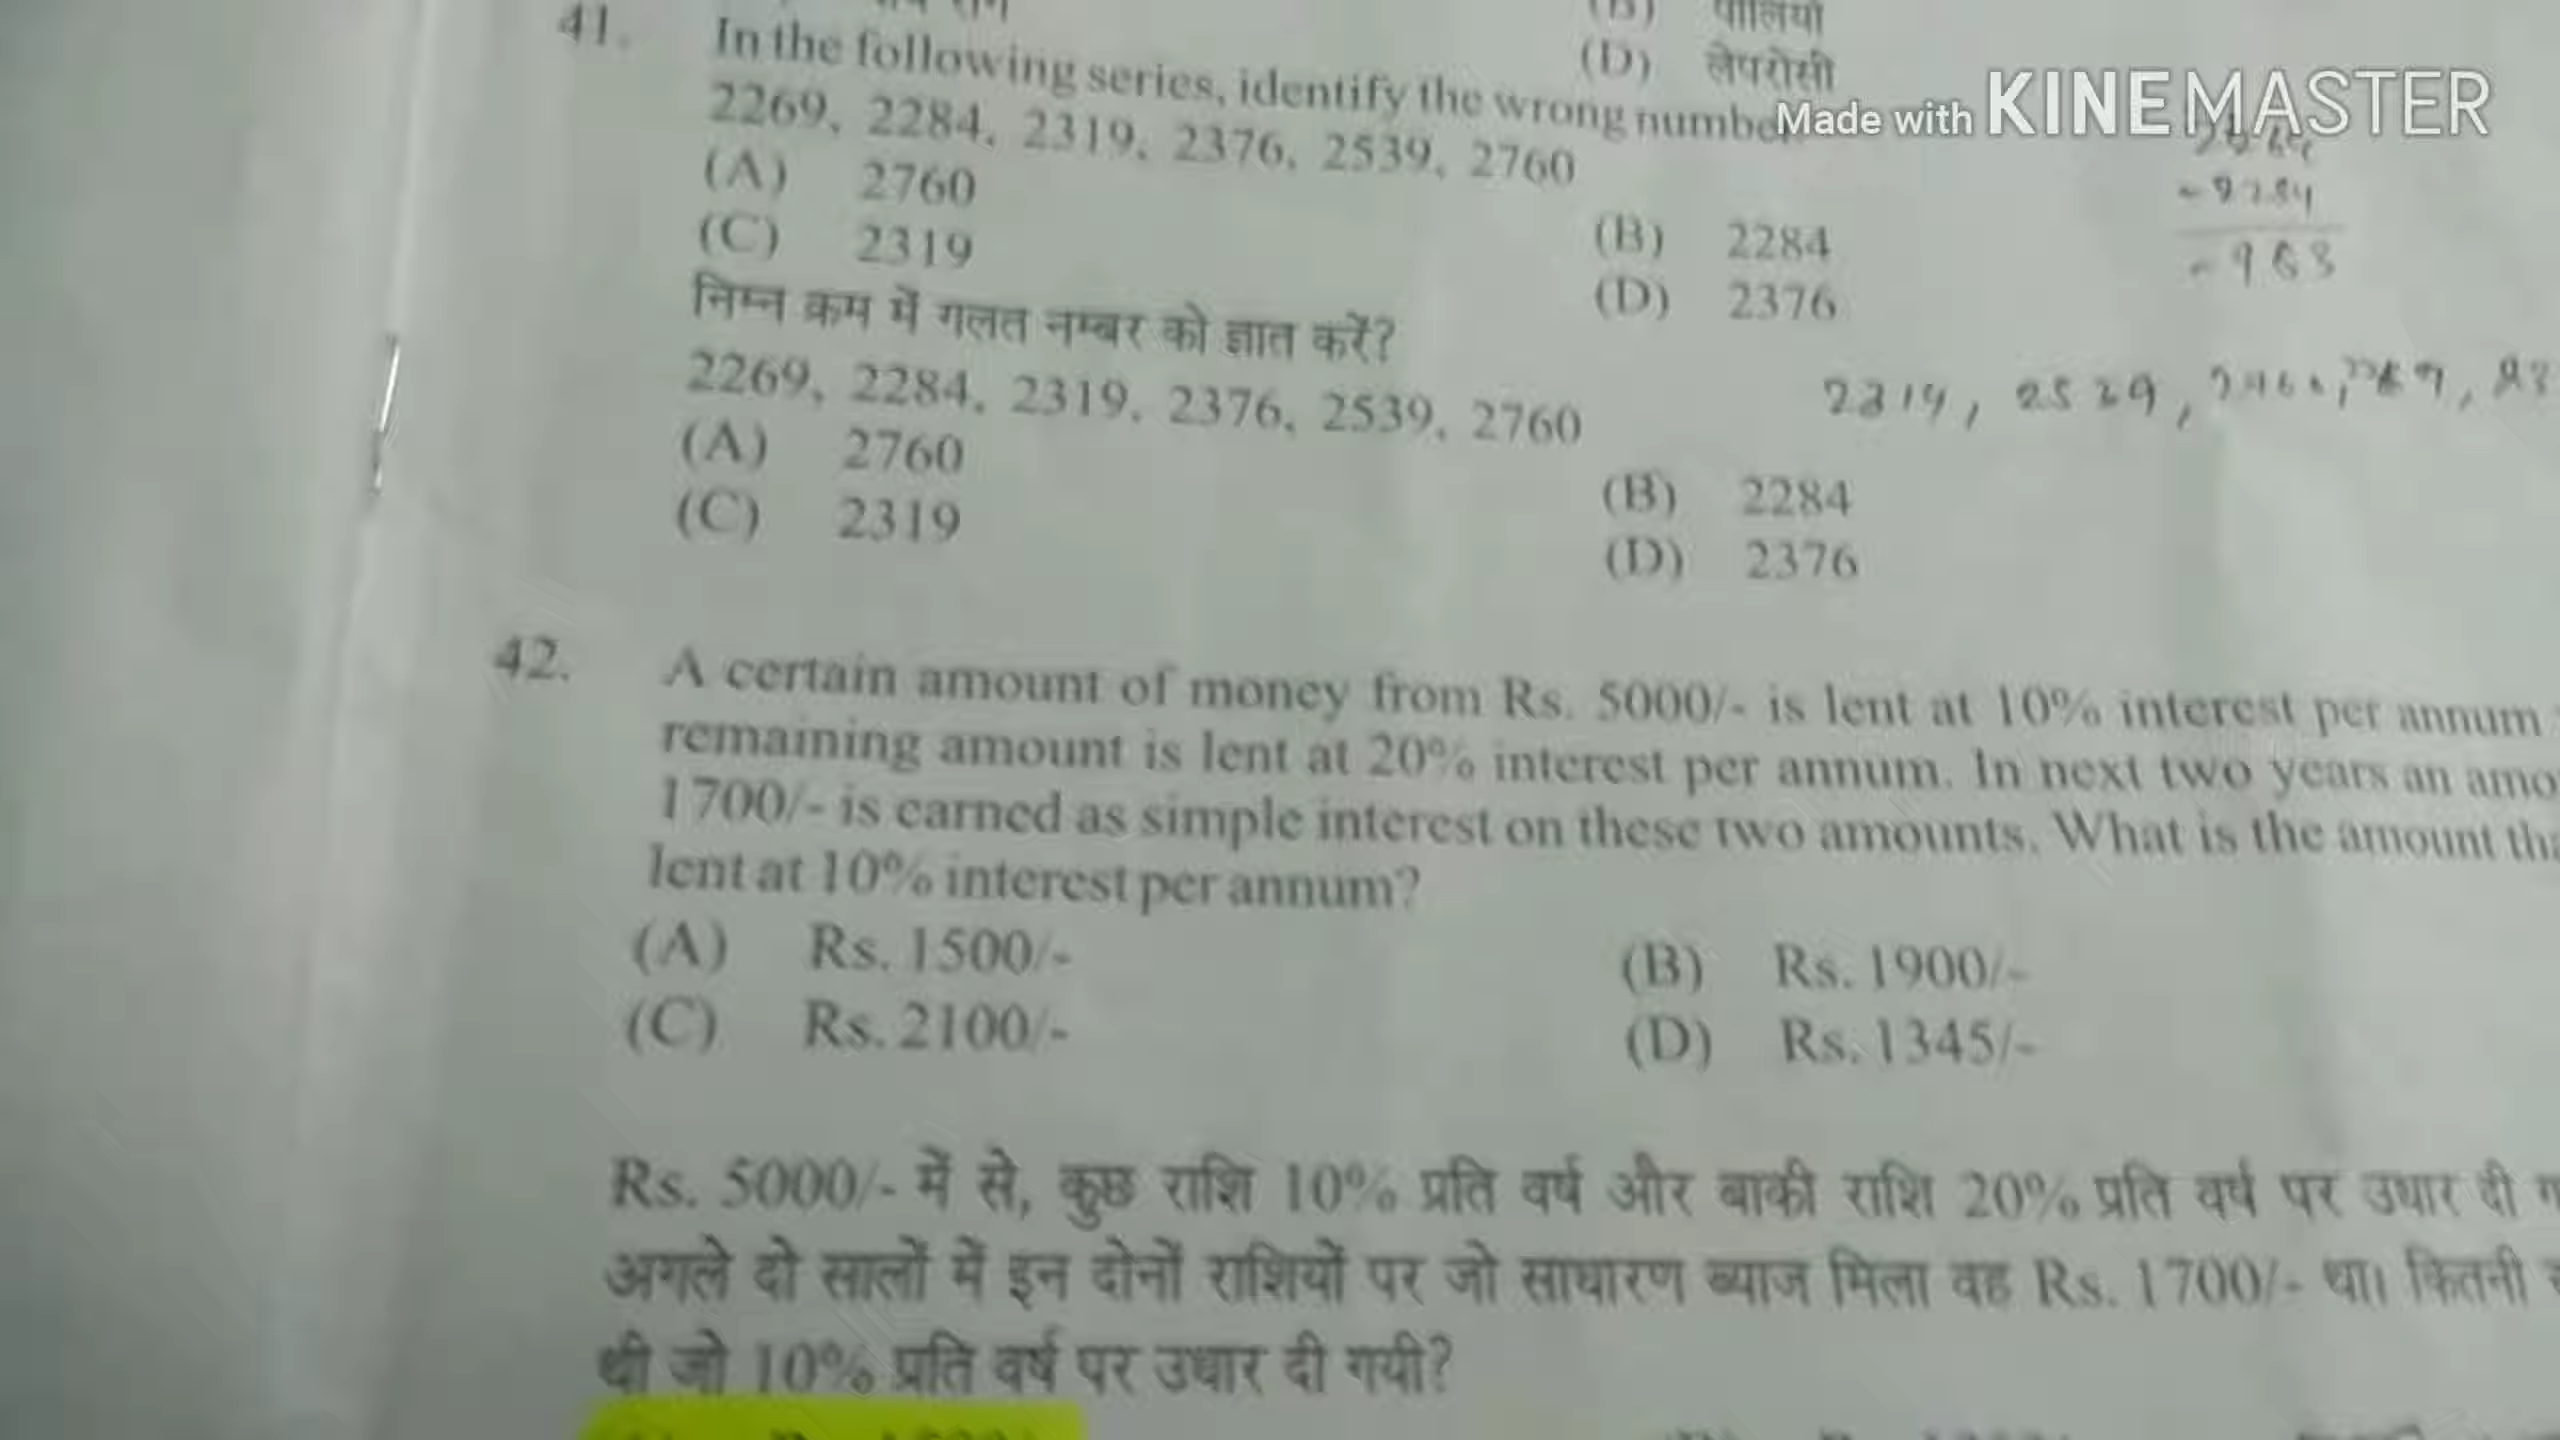 (B) पोलियो
41. In the following series, identify the wrong number.
(D) लेपरोसी
Made with KINEMASTER
2269, 2284, 2319, 2376, 2539, 2760
(A) 2760
(B) 2284
(C) 2319
(D) 2376
निम्न क्रम में गलत नम्बर को ज्ञात करें?
2269, 2284, 2319, 2376, 2539, 2760
(A) 2760
(B) 2284
(C) 2319
(D) 2376
42. A certain amount of money from Rs. 5000/- is lent at 10% interest per annum
remaining amount is lent at 20% interest per annum. In next two years an
1700/- is earned as simple interest on these two amounts. What is the amount
lent at 10% interest per annum?
(A) Rs. 1500/-
(B) Rs. 1900/-
(C) Rs. 2100/-
(D) Rs. 1345/-
Rs. 5000/- में से, कुछ राशि 10% प्रति वर्ष और बाकी राशि 20% प्रति वर्ष पर उधार दी
अगले दो सालों में इन दोनों राशियों पर जो साधारण ब्याज मिला वह Rs. 1700/- था। कितनी
थी जो 10% प्रति वर्ष पर उधार दी गयी?